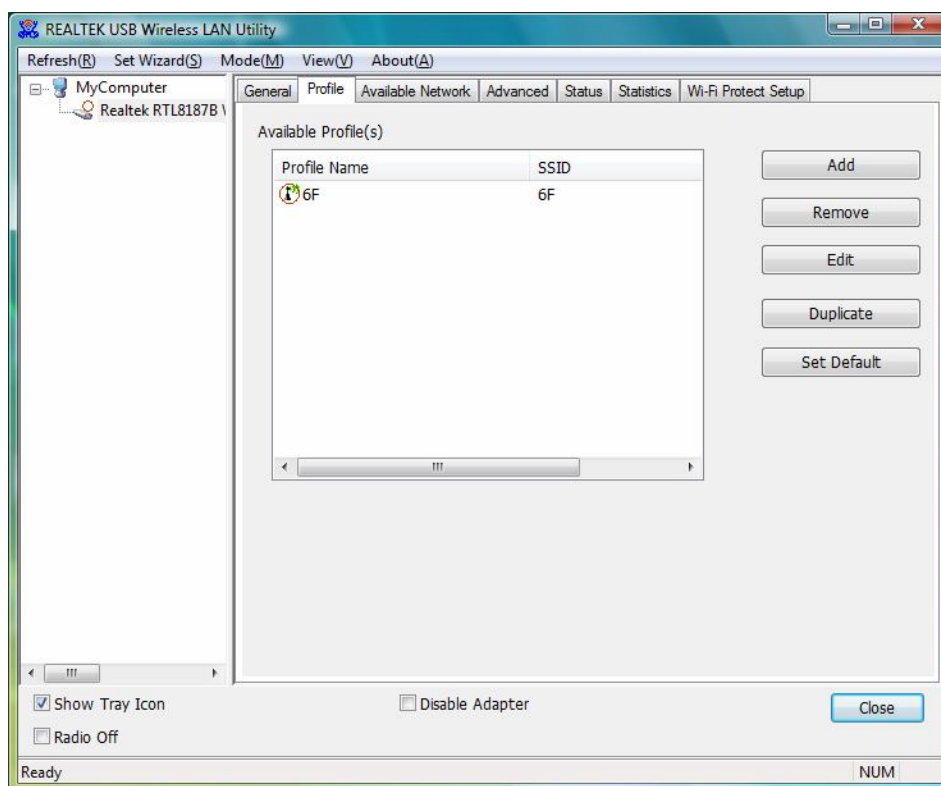 REALTEK USB Wireless LAN Utility
Refresh(R) Set Wizard(S) Mode(M) View(V) About(A)
MyComputer
Realtek RTL8187B
General Profile Available Network Advanced Status Statistics Wi-Fi Protect Setup
Available Profile(s)
Profile Name SSID
6F 6F
Add
Remove
Edit
Duplicate
Set Default
Show Tray Icon
Disable Adapter
Close
Radio Off
Ready NUM